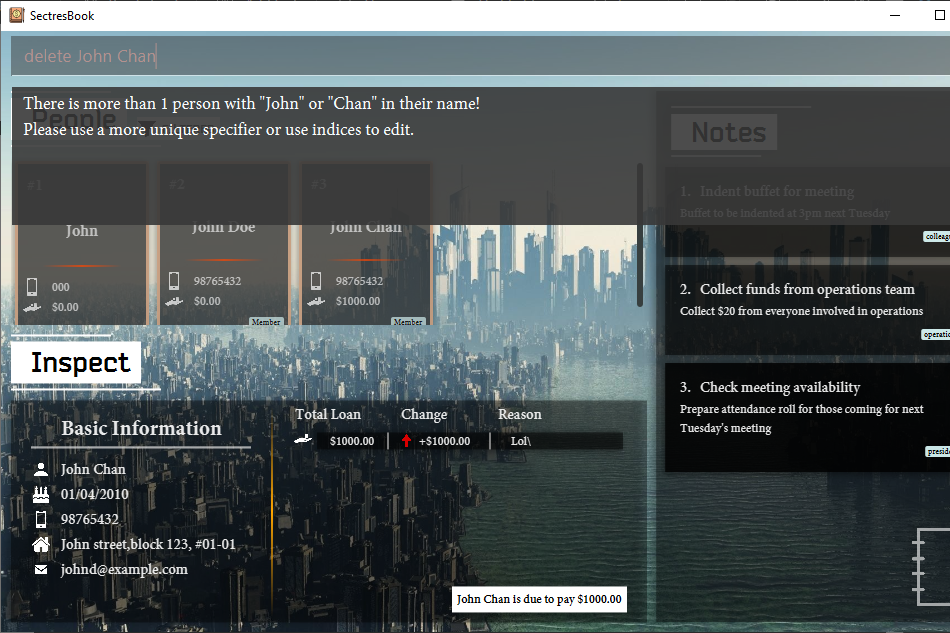 SectresBook
delete John Chan
There is more than 1 person with "John" or "Chan" in their name!
Please use a more unique specifier or use indices to edit.
People
#1
John
000
$0.00
#2
John Doe
98765432
$0.00
Member
#3
John Chan
98765432
$1000.00
Member
Notes
1. Indent buffet for meeting
Buffet to be indented at 3pm next Tuesday
colleag
2. Collect funds from operations team
Collect $20 from everyone involved in operations
operatio
3. Check meeting availability
Prepare attendance roll for those coming for next
Tuesday's meeting
presid
Inspect
Basic Information
John Chan
01/04/2010
98765432
John street,block 123, #01-01
johnd@example.com
Total Loan Change Reason
$1000.00 +$1000.00 Lol\
John Chan is due to pay $1000.00